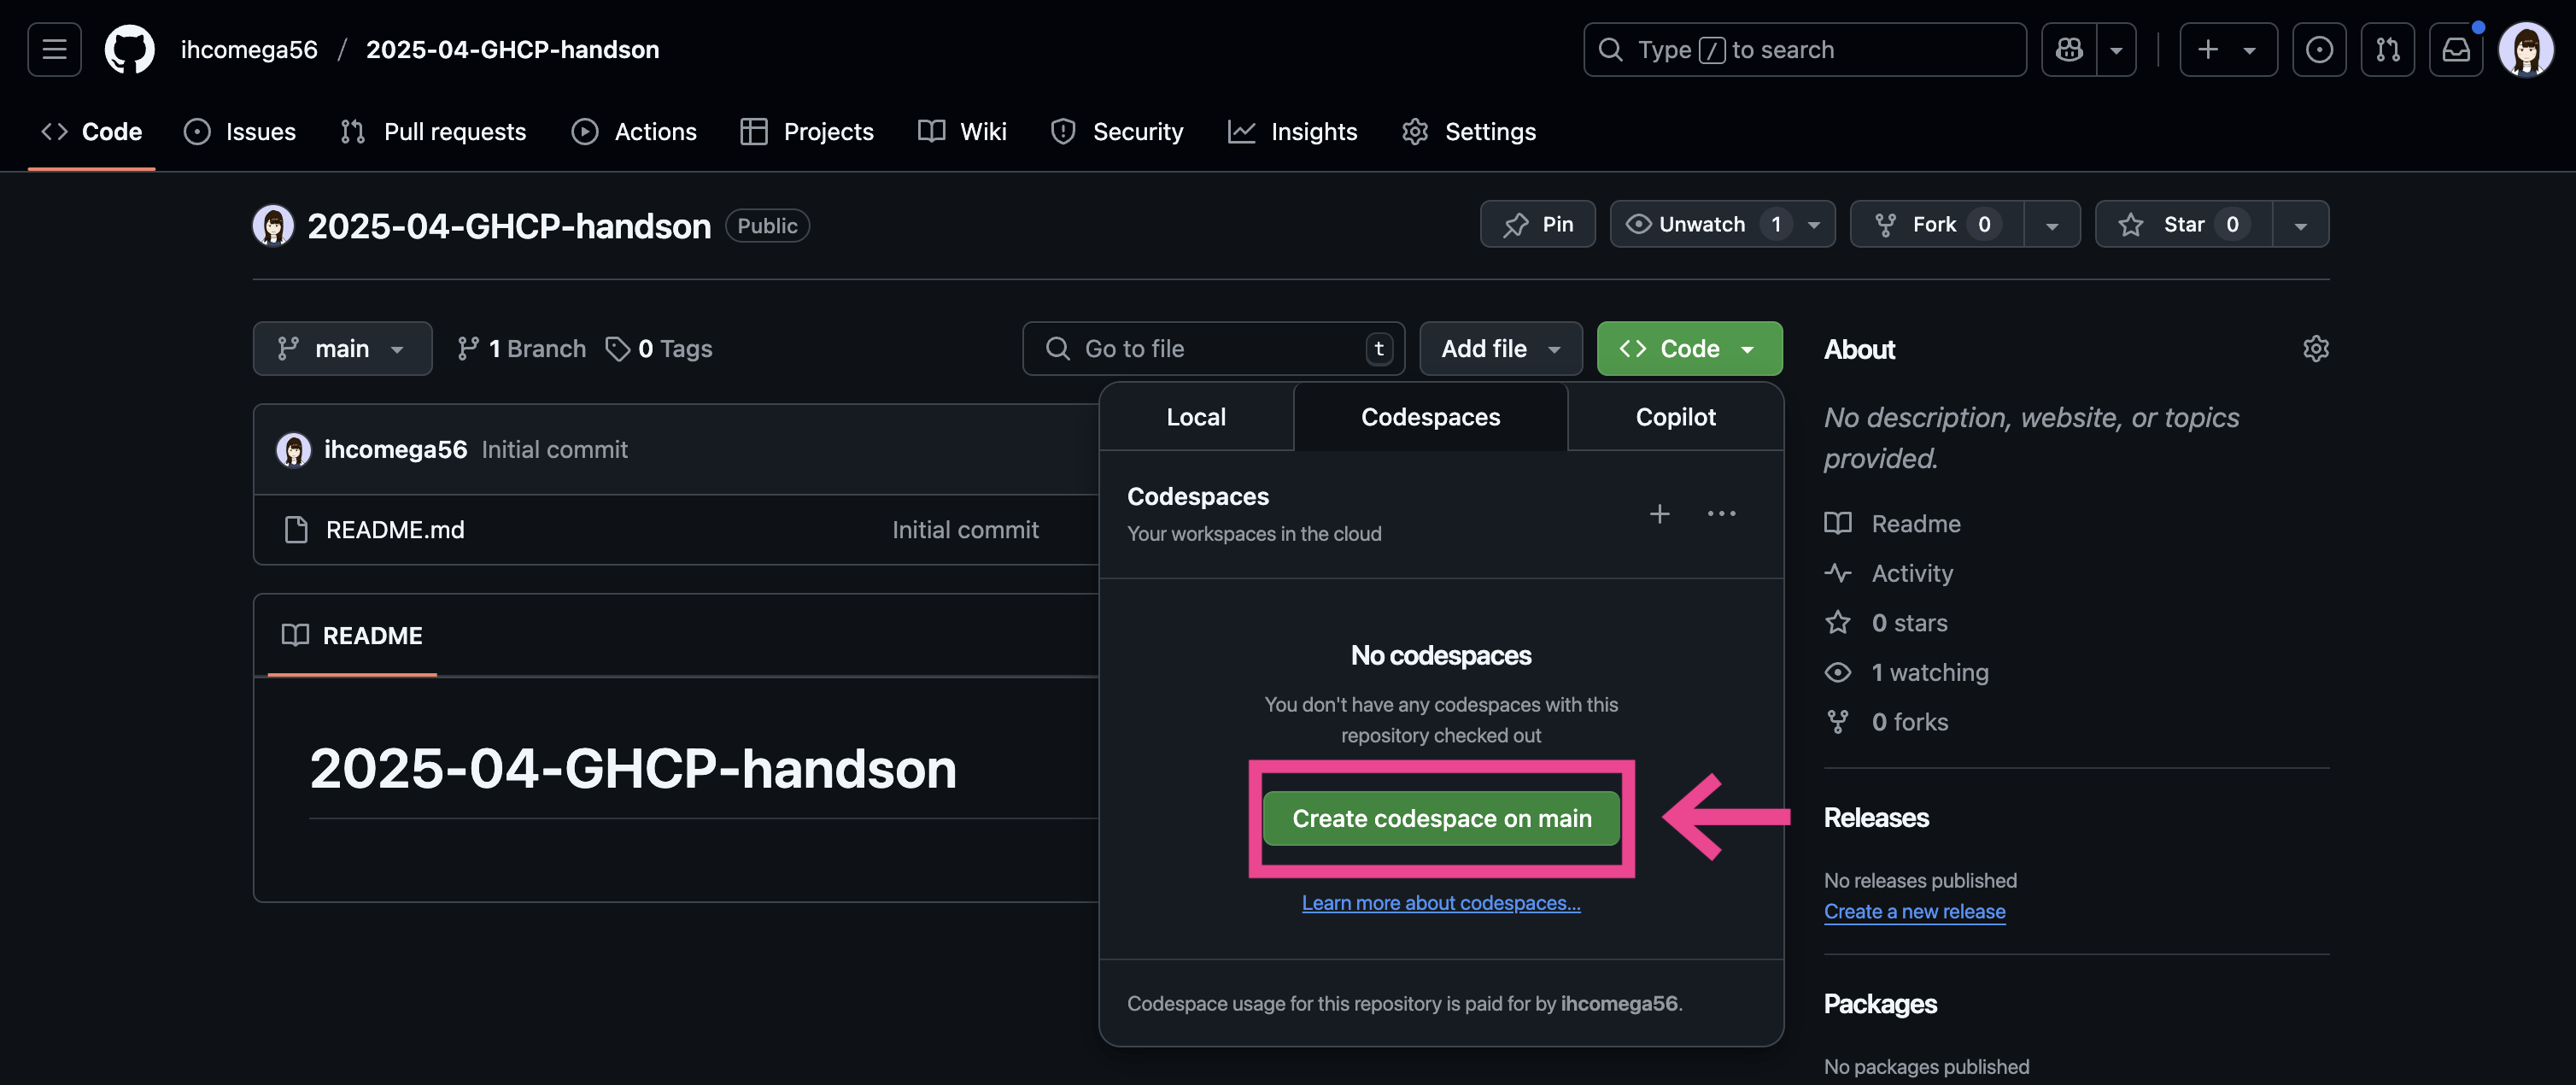 ihcomega56 / 2025-04-GHCP-handson
Type / to search
Code
Issues
Pull requests
Actions
Projects
Wiki
Security
Insights
Settings
2025-04-GHCP-handson Public
Pin
Unwatch 1
Fork 0
Star 0
main
1 Branch
0 Tags
Go to file t
Add file
Code
Local
Codespaces
Copilot
ihcomega56 Initial commit
README.md Initial commit
README
2025-04-GHCP-handson
Codespaces
Your workspaces in the cloud
No codespaces
You don't have any codespaces with this
repository checked out
Create codespace on main
Learn more about codespaces...
Codespace usage for this repository is paid for by ihcomega56.
About
No description, website, or topics
provided.
Readme
Activity
0 stars
1 watching
0 forks
Releases
No releases published
Create a new release
Packages
No packages published